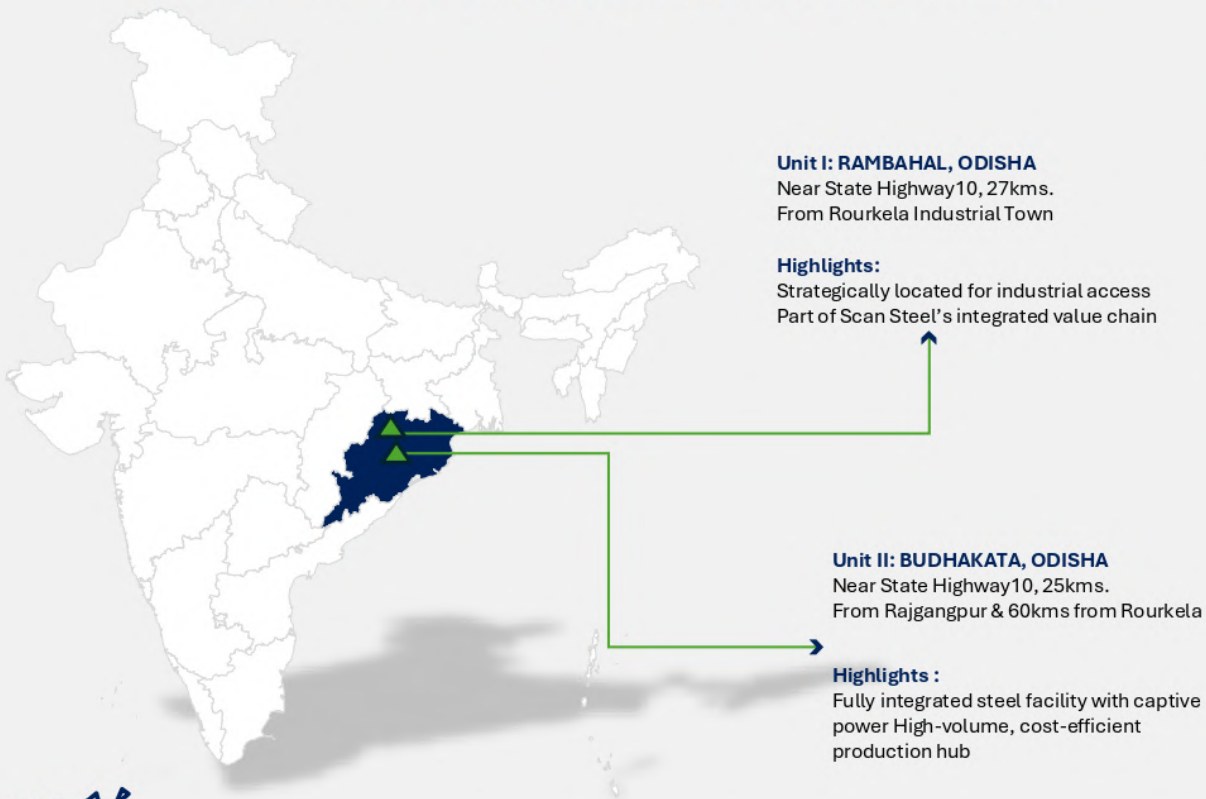 Unit I: RAMBAHAL, ODISHA
Near State Highway10, 27kms.
From Rourkela Industrial Town
Highlights:
Strategically located for industrial access
Part of Scan Steel's integrated value chain
Unit II: BUDHAKATA, ODISHA
Near State Highway10, 25kms.
From Rajgangpur & 60kms from Rourkela
Highlights :
Fully integrated steel facility with captive
power High-volume, cost-efficient
production hub